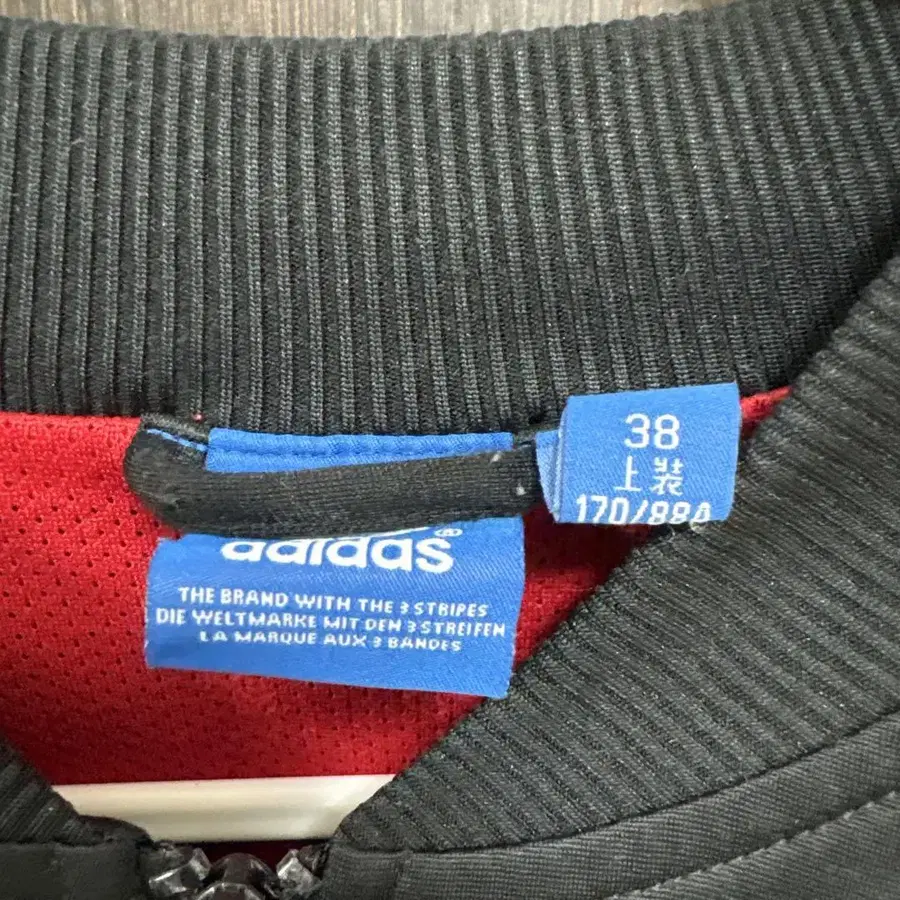 38
上装
170/88A
adidas®
THE BRAND WITH THE 3 STRIPES
DIE WELTMARKE MIT DEN 3 STREIFEN
LA MARQUE AUX 3 BANDES